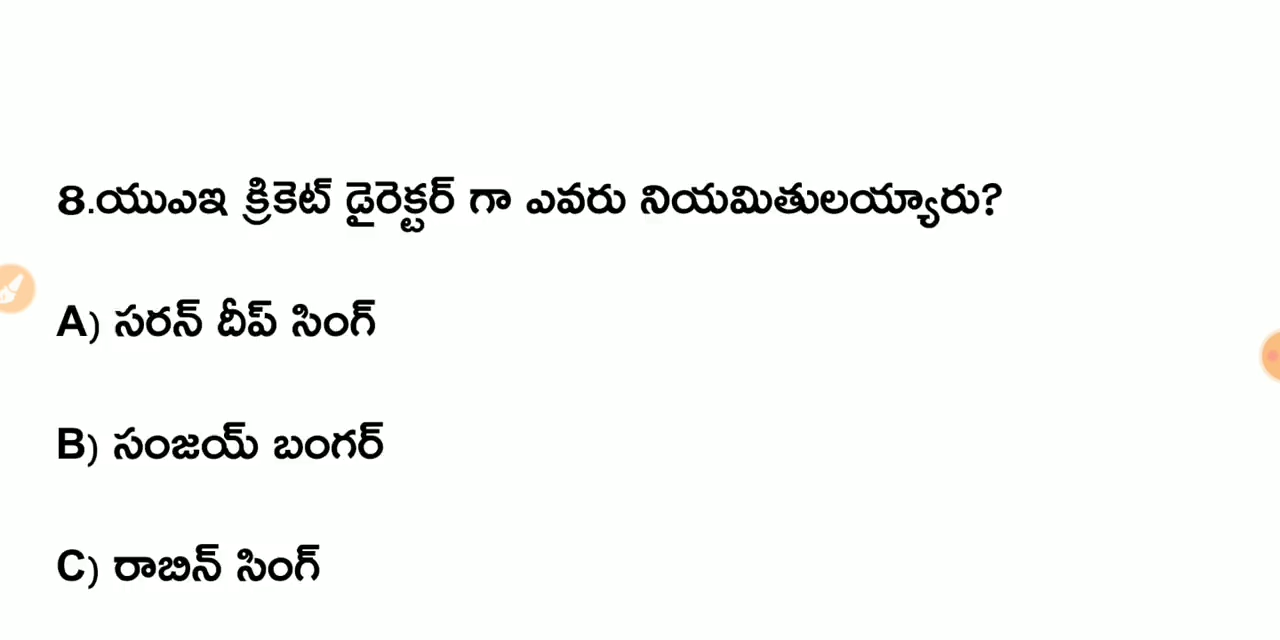 8.యుఎఇ క్రికెట్ డైరెక్టర్ గా ఎవరు నియమితులయ్యారు?
A) సరన్ దీప్ సింగ్
B) సంజయ్ బంగర్
C) రాబిన్ సింగ్